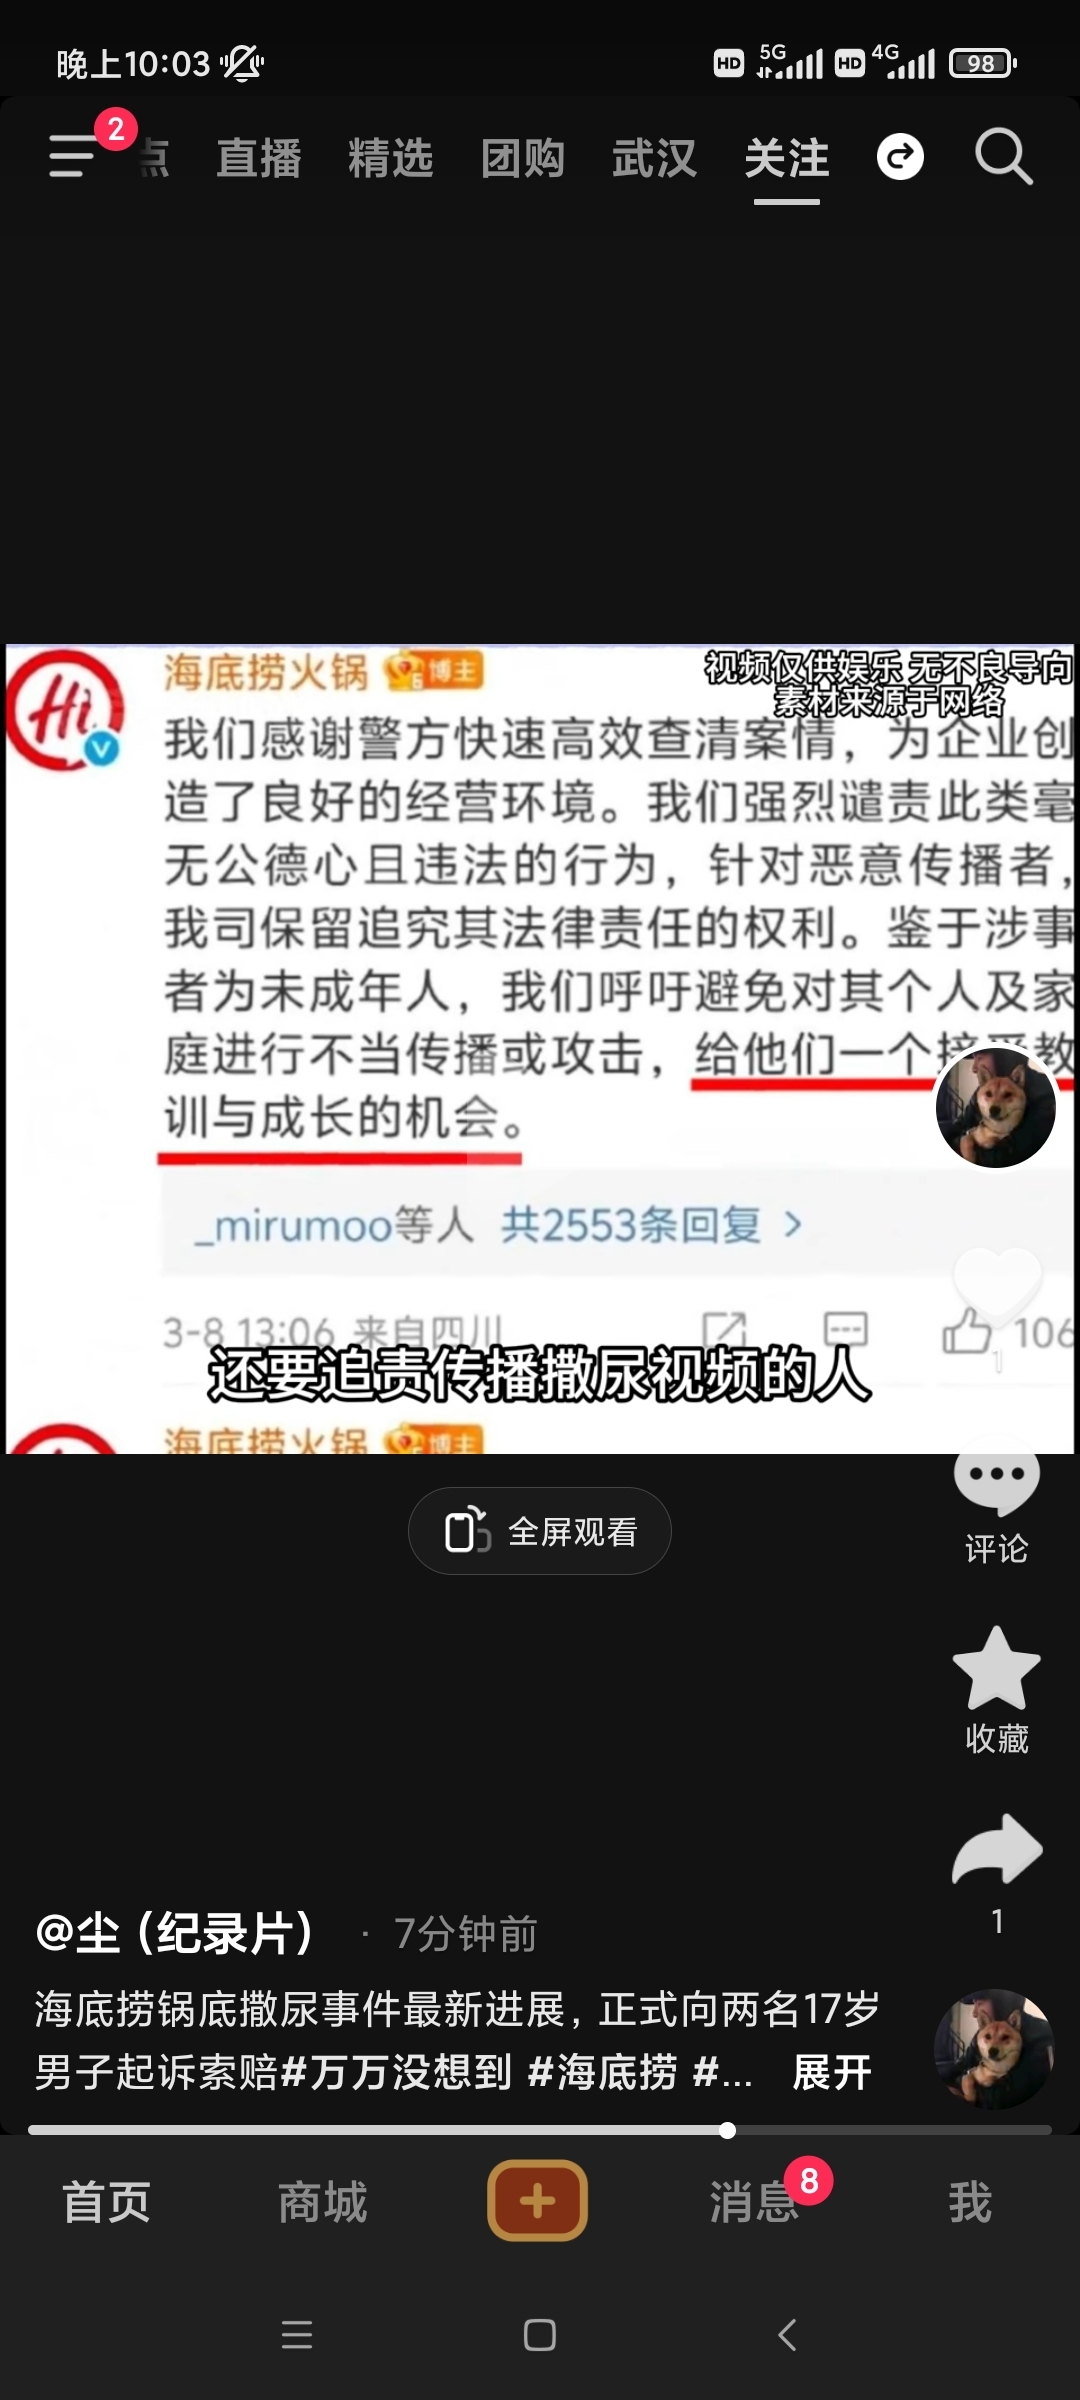 晚上10:03
HD 5G HD 4G 98
2
点 直播 精选 团购 武汉 关注
海底捞火锅 博主
视频仅供娱乐 无不良导向
素材来源于网络
我们感谢警方快速高效查清案情，为企业创
造了良好的经营环境。我们强烈谴责此类毫
无公德心且违法的行为，针对恶意传播者，
我司保留追究其法律责任的权利。鉴于涉事
者为未成年人，我们呼吁避免对其个人及家
庭进行不当传播或攻击，给他们一个接受教
训与成长的机会。
_mirumoo等人 共2553条回复 >
3-8 13:06 来自四川 106
1
还要追责传播撒尿视频的人
海底捞火锅 博主
全屏观看
评论
收藏
1
@尘（纪录片） · 7分钟前
海底捞锅底撒尿事件最新进展，正式向两名17岁
男子起诉索赔#万万没想到 #海底捞 #... 展开
首页 商城 消息 8 我